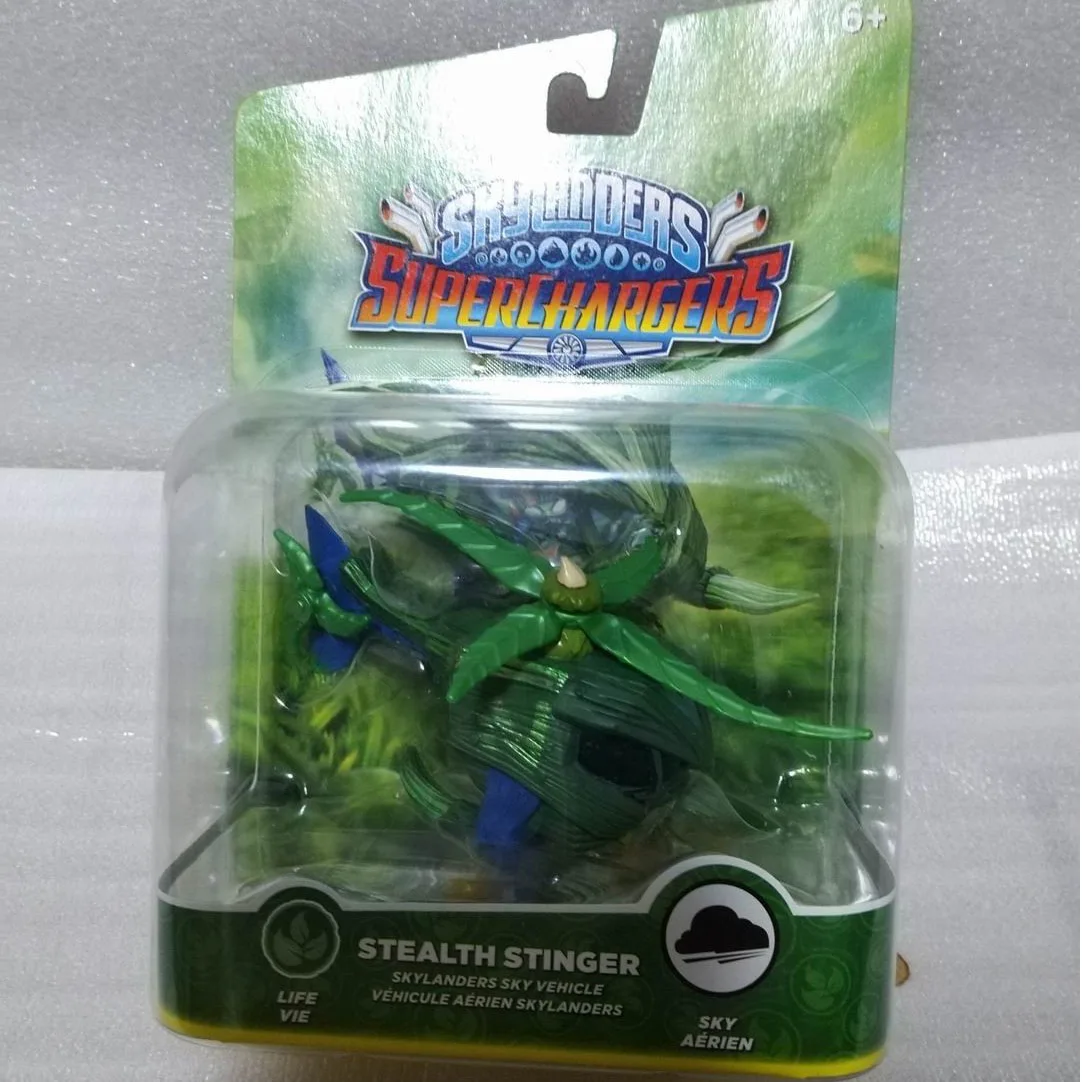 6+
SKYLANDERS
SUPERCHARGERS
STEALTH STINGER
SKYLANDERS SKY VEHICLE
VÉHICULE AÉRIEN SKYLANDERS
LIFE
VIE
SKY
AÉRIEN